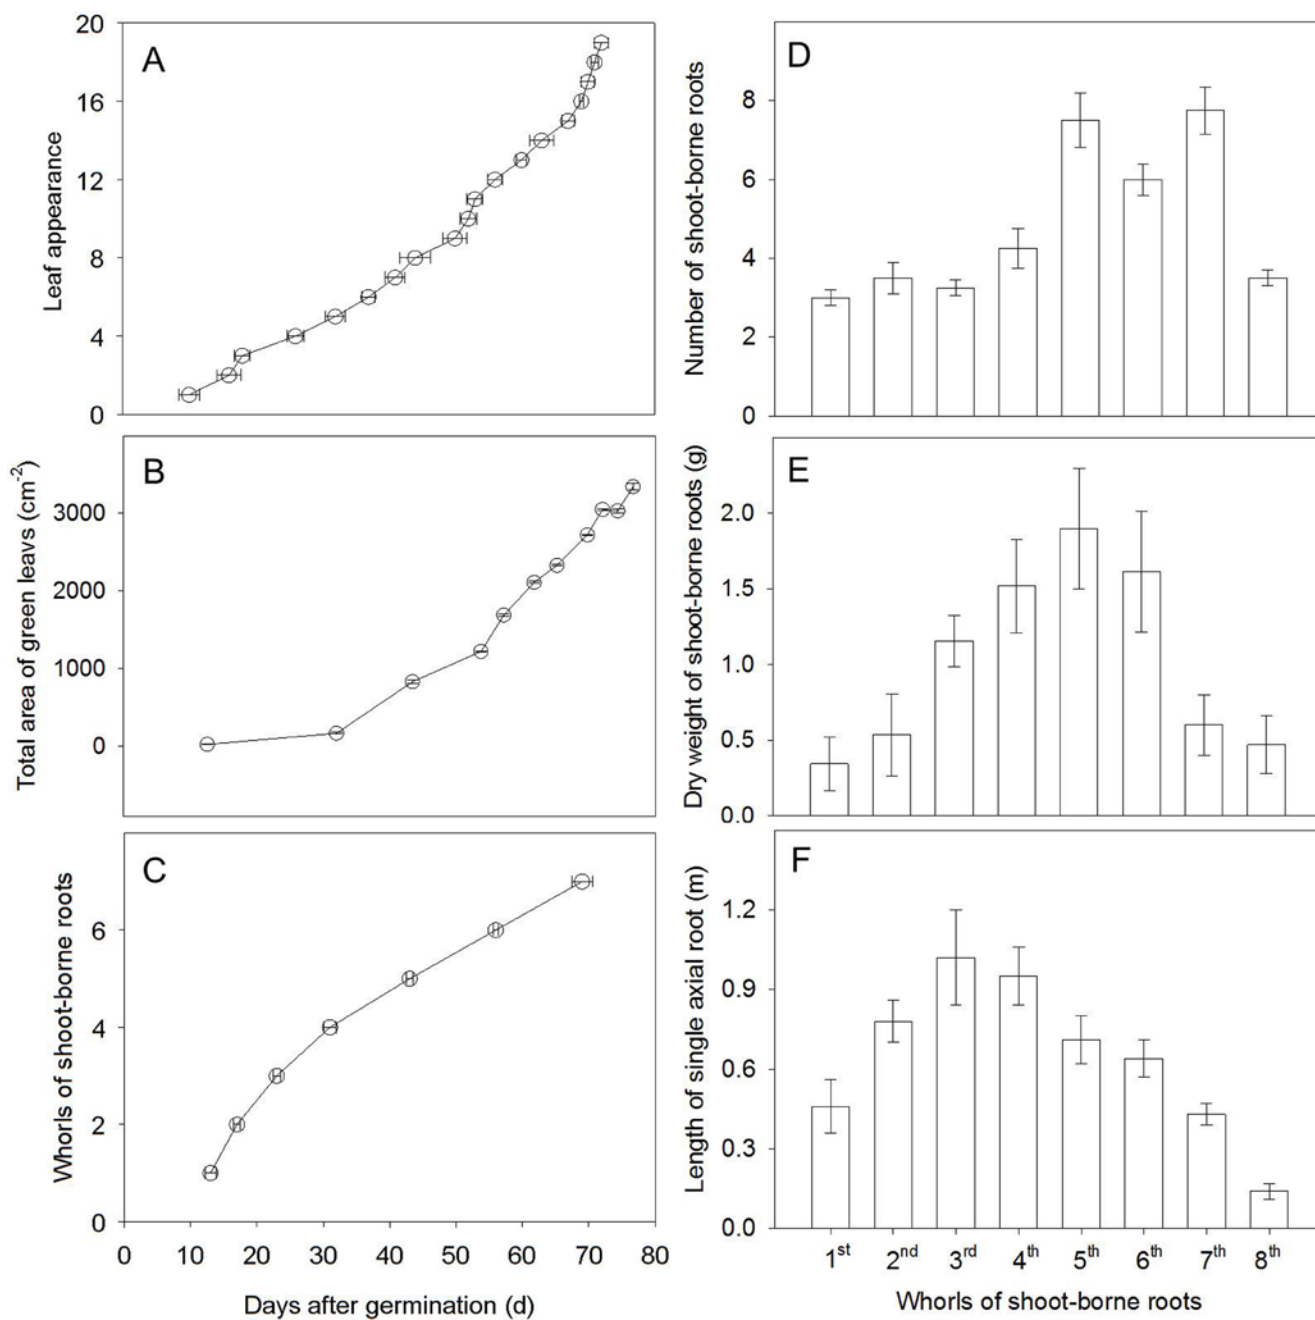 A
Leaf appearance
20
16
12
8
4
0
B
Total area of green leavs (cm⁻²)
3000
2000
1000
0
C
Whorls of shoot-borne roots
6
4
2
0
0 10 20 30 40 50 60 70 80
Days after germination (d)
D
Number of shoot-borne roots
8
6
4
2
0
E
Dry weight of shoot-borne roots (g)
2.0
1.5
1.0
0.5
0.0
F
Length of single axial root (m)
1.2
0.9
0.6
0.3
0.0
1ˢᵗ 2ⁿᵈ 3ʳᵈ 4ᵗʰ 5ᵗʰ 6ᵗʰ 7ᵗʰ 8ᵗʰ
Whorls of shoot-borne roots